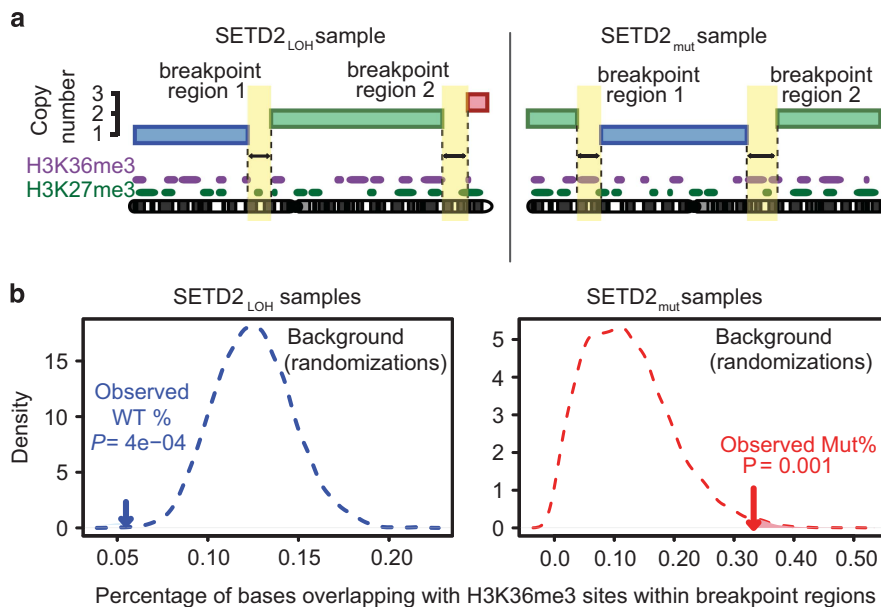 a
SETD2LOH sample
SETD2mut sample
breakpoint region 1
breakpoint region 2
breakpoint region 1
breakpoint region 2
Copy number
3
2
1
H3K36me3
H3K27me3
b
SETD2LOH samples
SETD2mut samples
Density
15
10
5
0
Background
(randomizations)
Observed
WT %
P= 4e−04
0.05
0.10
0.15
0.20
5
4
3
2
1
0
Background
(randomizations)
Observed Mut%
P = 0.001
0.0
0.10
0.20
0.30
0.40
0.50
Percentage of bases overlapping with H3K36me3 sites within breakpoint regions